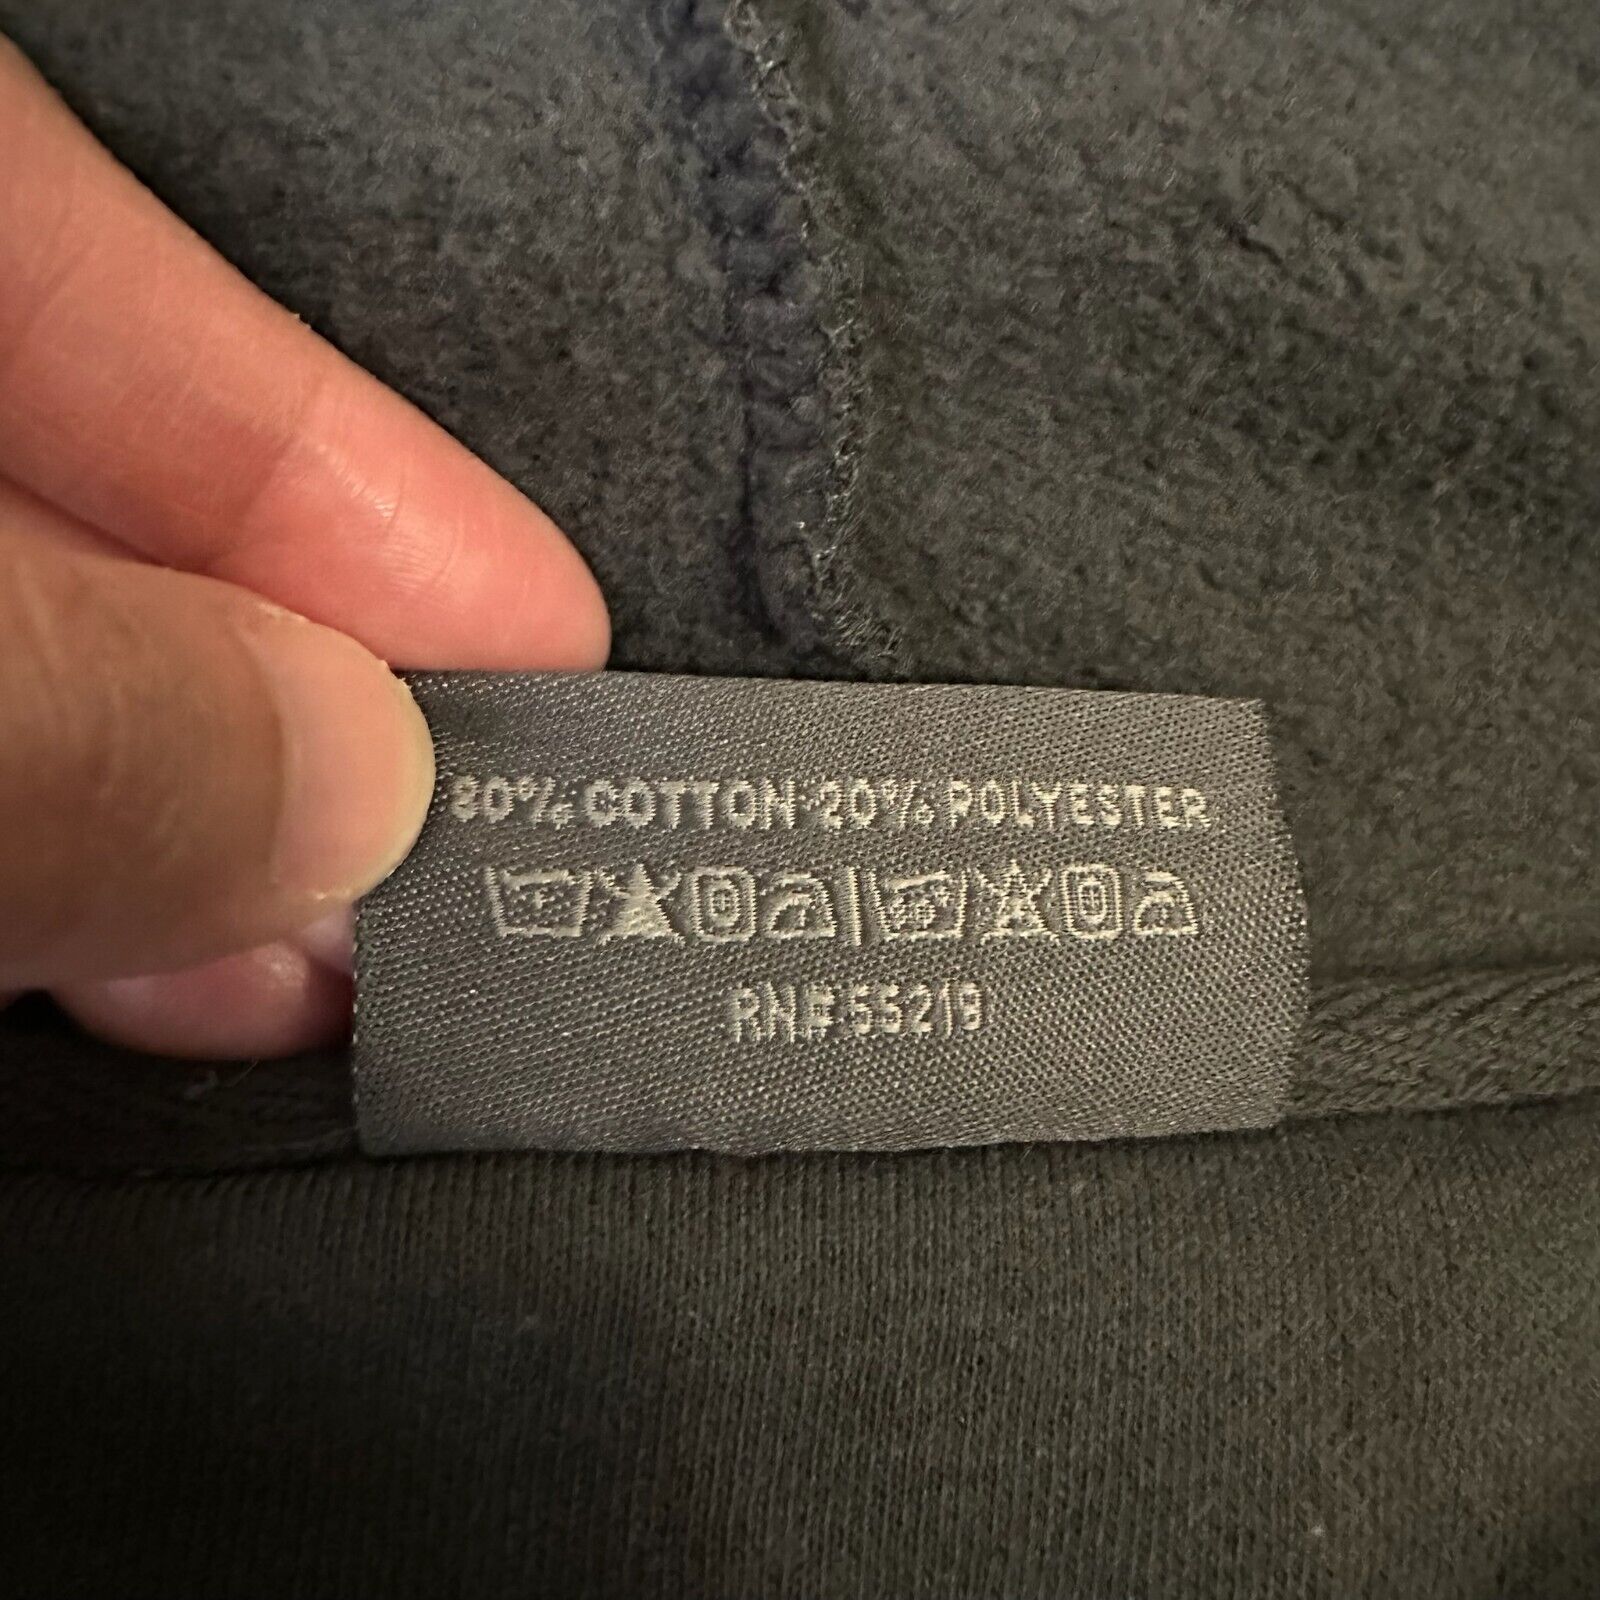 80% COTTON 20% POLYESTER
RN# 55219